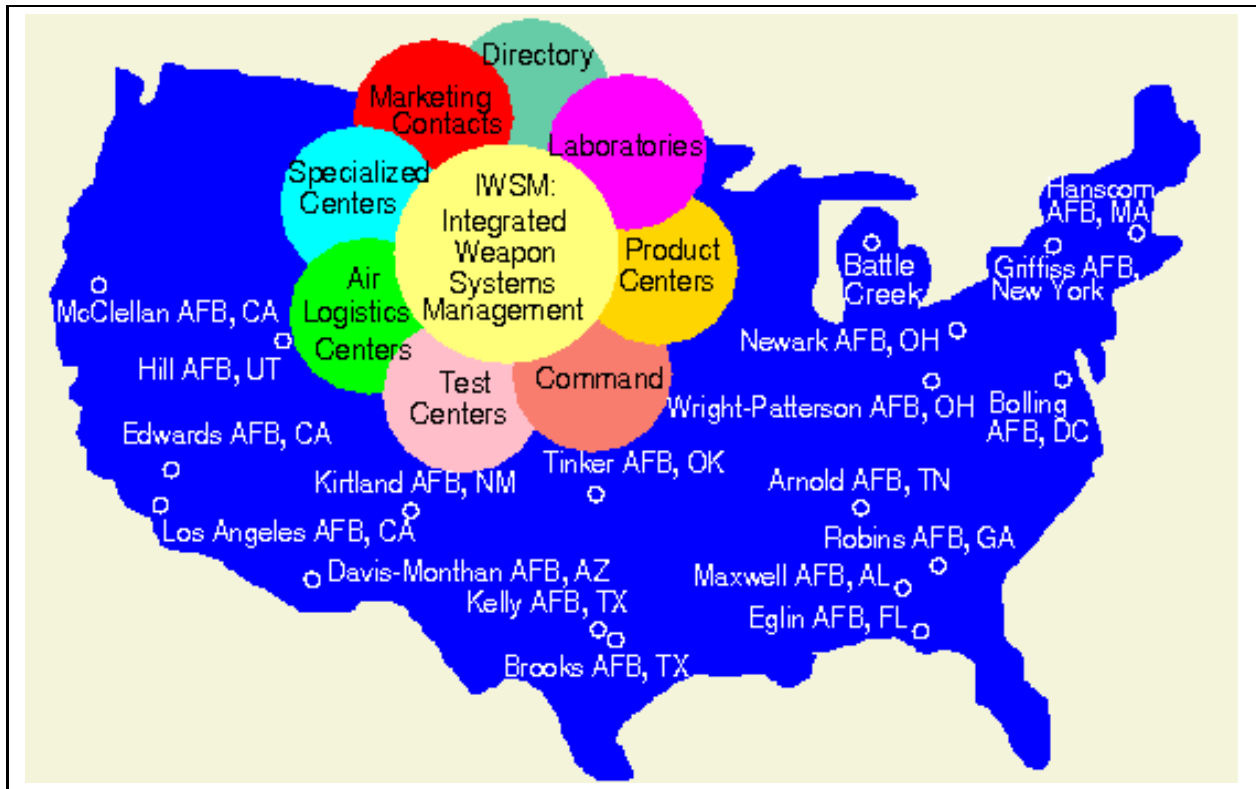 Directory
Marketing
Contacts
Laboratories
Specialized
Centers
IWSM:
Integrated
Weapon
Systems
Management
Product
Centers
Air
Logistics
Centers
Test
Centers
Command
Hanscom
AFB, MA
Battle
Creek
Griffiss AFB,
New York
McClellan AFB, CA
Hill AFB, UT
Newark AFB, OH
Wright-Patterson AFB, OH
Bolling
AFB, DC
Edwards AFB, CA
Kirtland AFB, NM
Tinker AFB, OK
Arnold AFB, TN
Los Angeles AFB, CA
Robins AFB, GA
Davis-Monthan AFB, AZ
Maxwell AFB, AL
Kelly AFB, TX
Eglin AFB, FL
Brooks AFB, TX